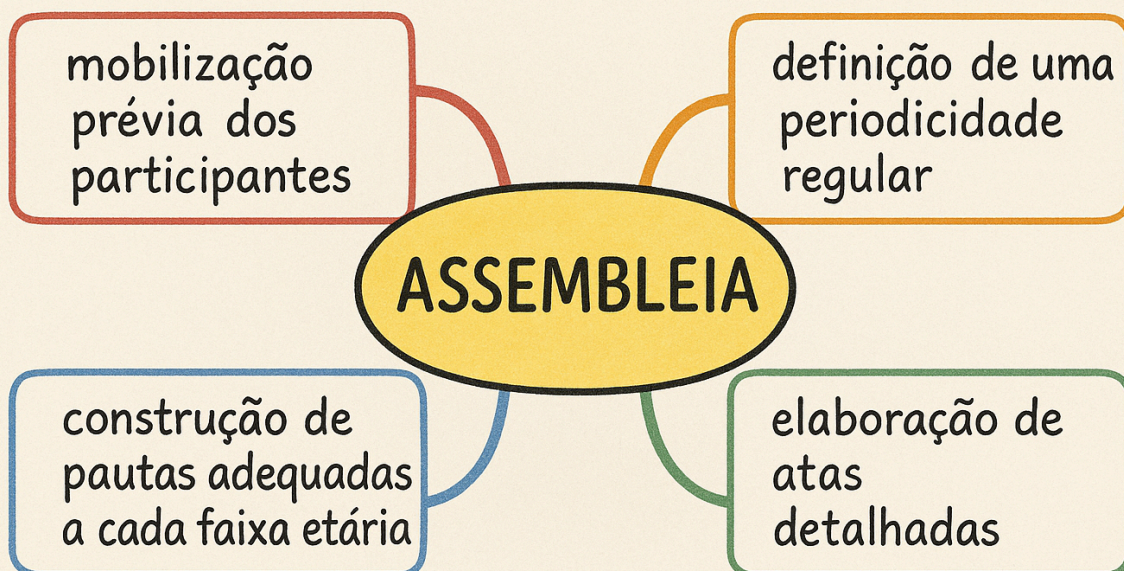 mobilização
prévia dos
participantes
definição de uma
periodicidade
regular
ASSEMBLEIA
construção de
pautas adequadas
a cada faixa etária
elaboração de
atas
detalhadas